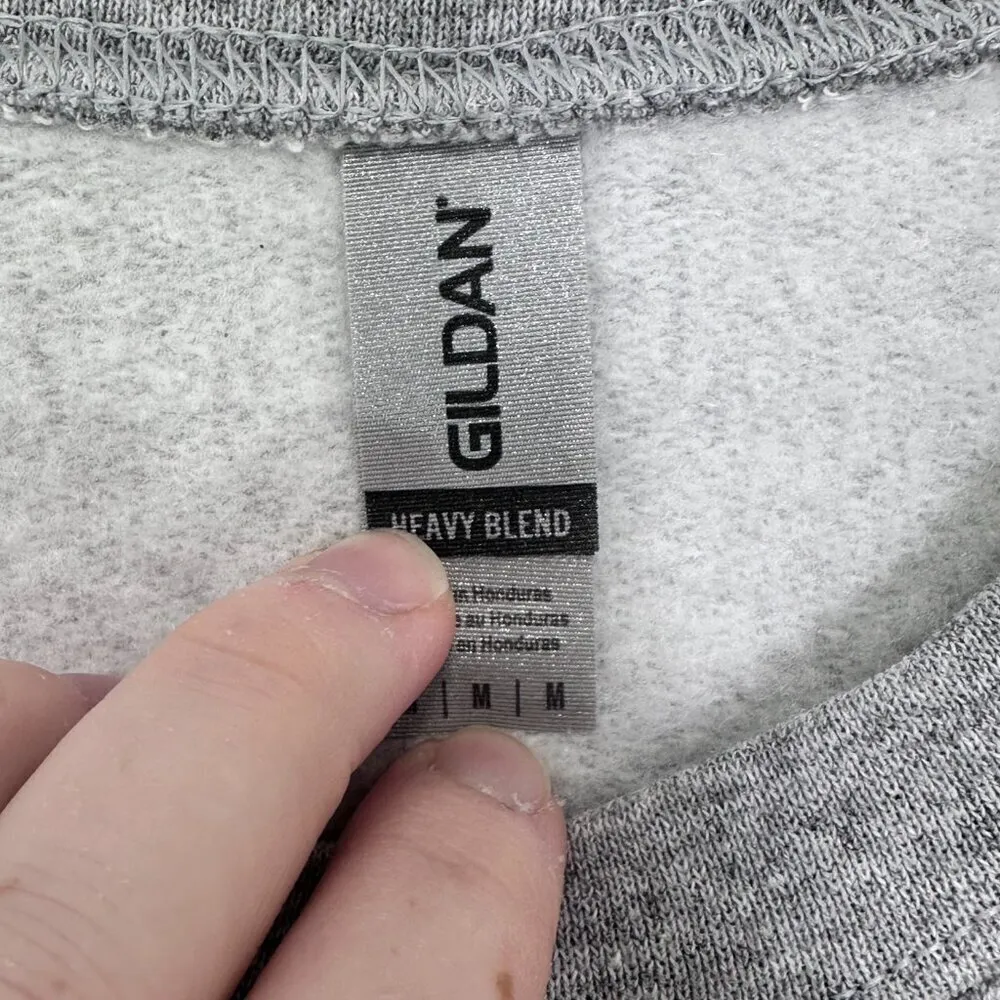 GILDAN
HEAVY BLEND
Honduras
au Honduras
en Honduras
| M | M